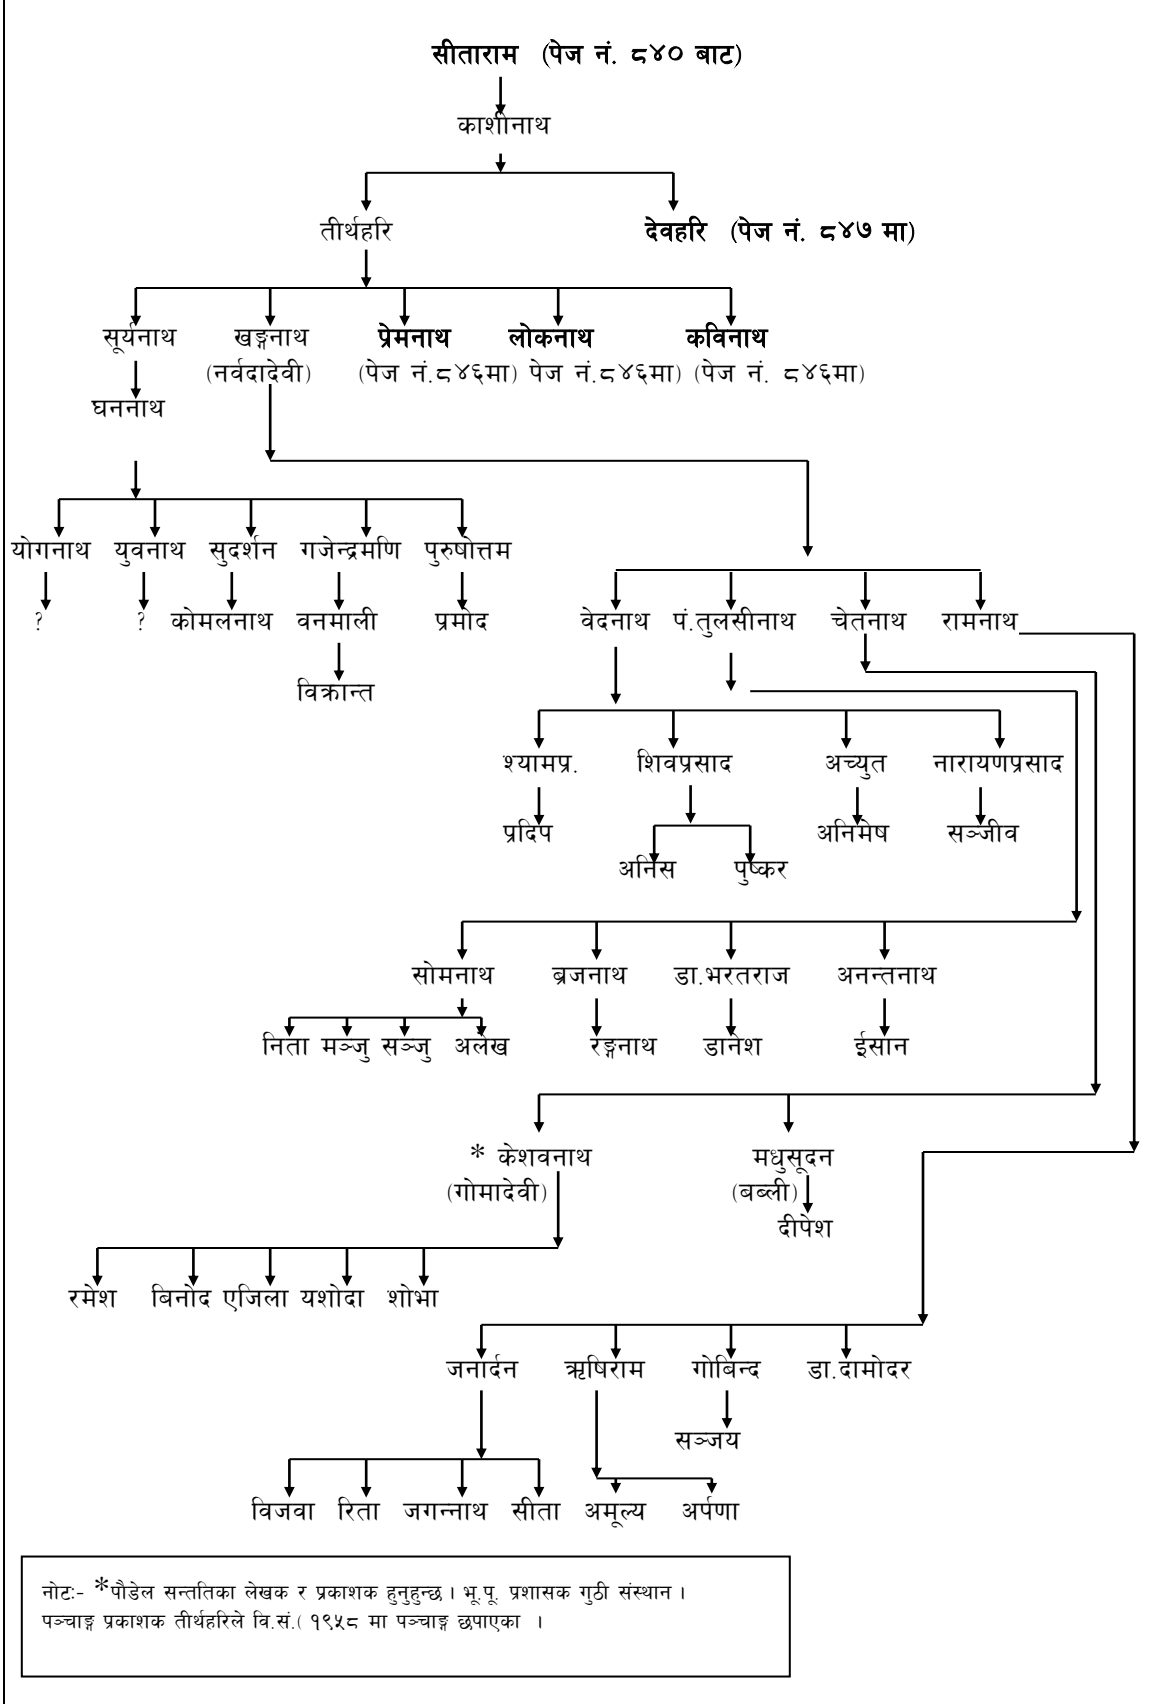 सीताराम (पेज नं. ८४० बाट)
काशीनाथ
तीर्थहरि देवहरि (पेज नं. ८४७ मा)
सूर्यनाथ खङ्गनाथ प्रेमनाथ लोकनाथ कविनाथ
(नर्वदादेवी) (पेज नं.८४६मा) पेज नं.८४६मा) (पेज नं. ८४६मा)
घननाथ
योगनाथ युवनाथ सुदर्शन गजेन्द्रमणि पुरुषोत्तम
? ? कोमलनाथ वनमाली प्रमोद वेदनाथ पं.तुलसीनाथ चेतनाथ रामनाथ
विक्रान्त
श्यामप्र. शिवप्रसाद अच्युत नारायणप्रसाद
प्रदिप अनिमेष सञ्जीव
अनिस पुष्कर
सोमनाथ ब्रजनाथ डा.भरतराज अनन्तनाथ
निता मञ्जु सञ्जु अलेख रङ्गनाथ डानेश ईसान
* केशवनाथ मधुसूदन
(गोमादेवी) (बब्ली)
दीपेश
रमेश बिनोद एजिला यशोदा शोभा
जनार्दन ऋषिराम गोबिन्द डा.दामोदर
सञ्जय
विजवा रिता जगन्नाथ सीता अमूल्य अर्पणा
नोटः- *पौडेल सन्ततिका लेखक र प्रकाशक हुनुहुन्छ । भू.पू. प्रशासक गुठी संस्थान ।
पञ्चाङ्ग प्रकाशक तीर्थहरिले वि.सं.( १९५८ मा पञ्चाङ्ग छपाएका ।